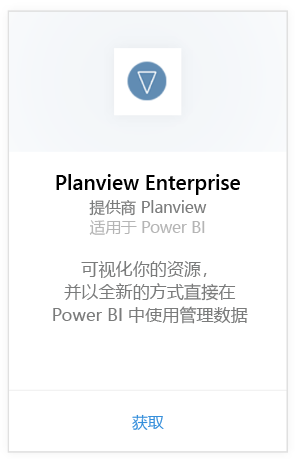 Planview Enterprise
提供商 Planview
适用于 Power BI
可视化你的资源，
并以全新的方式直接在
Power BI 中使用管理数据
获取